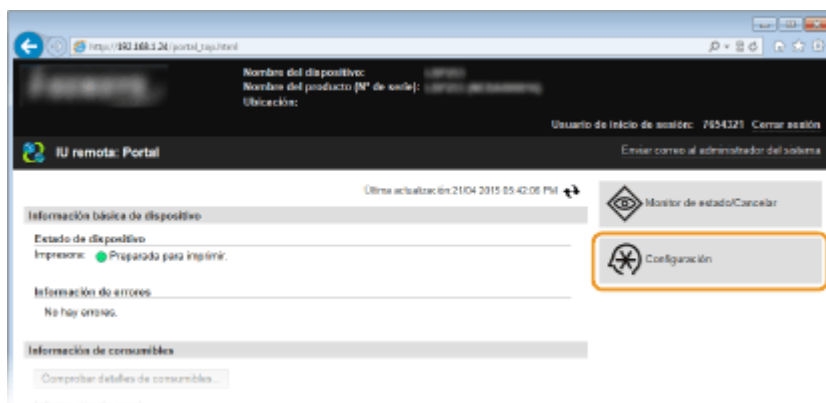 http://192.168.1.24/portal_top.html
Nombre del dispositivo:
Nombre del producto (Nº de serie):
Ubicación:
Usuario de inicio de sesión: 7654321 Cerrar sesión
IU remota: Portal
Enviar correo al administrador del sistema
Última actualización:21/04 2015 05:42:06 PM
Monitor de estado/Cancelar
Información básica de dispositivo
Estado de dispositivo
Impresora: Preparada para imprimir.
Configuración
Información de errores
No hay errores.
Información de consumibles
Comprobar detalles de consumibles...